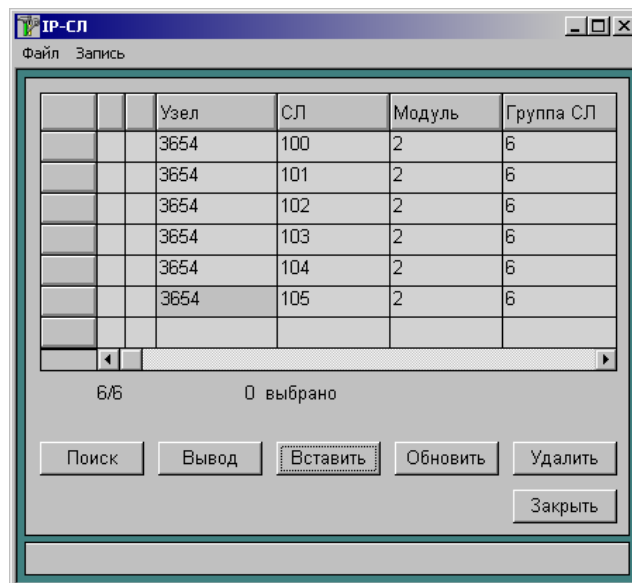 IP-СЛ
Файл Запись
Узел СЛ Модуль Группа СЛ
3654 100 2 6
3654 101 2 6
3654 102 2 6
3654 103 2 6
3654 104 2 6
3654 105 2 6
6/6 0 выбрано
Поиск Вывод Вставить Обновить Удалить
Закрыть